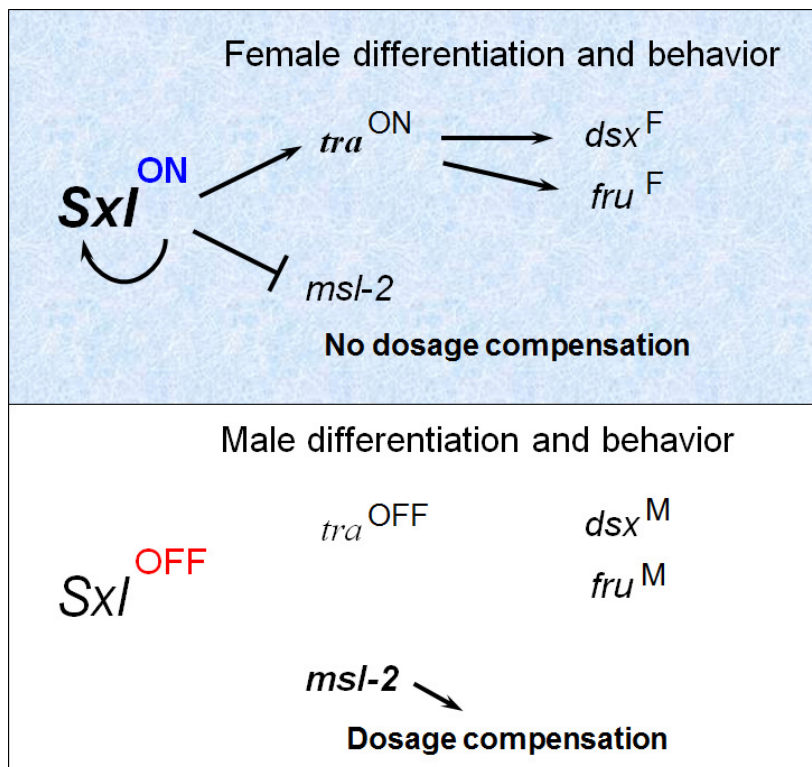 Female differentiation and behavior
tra ON dsx F
Sxl ON fru F
msl-2
No dosage compensation
Male differentiation and behavior
tra OFF dsx M
Sxl OFF fru M
msl-2
Dosage compensation